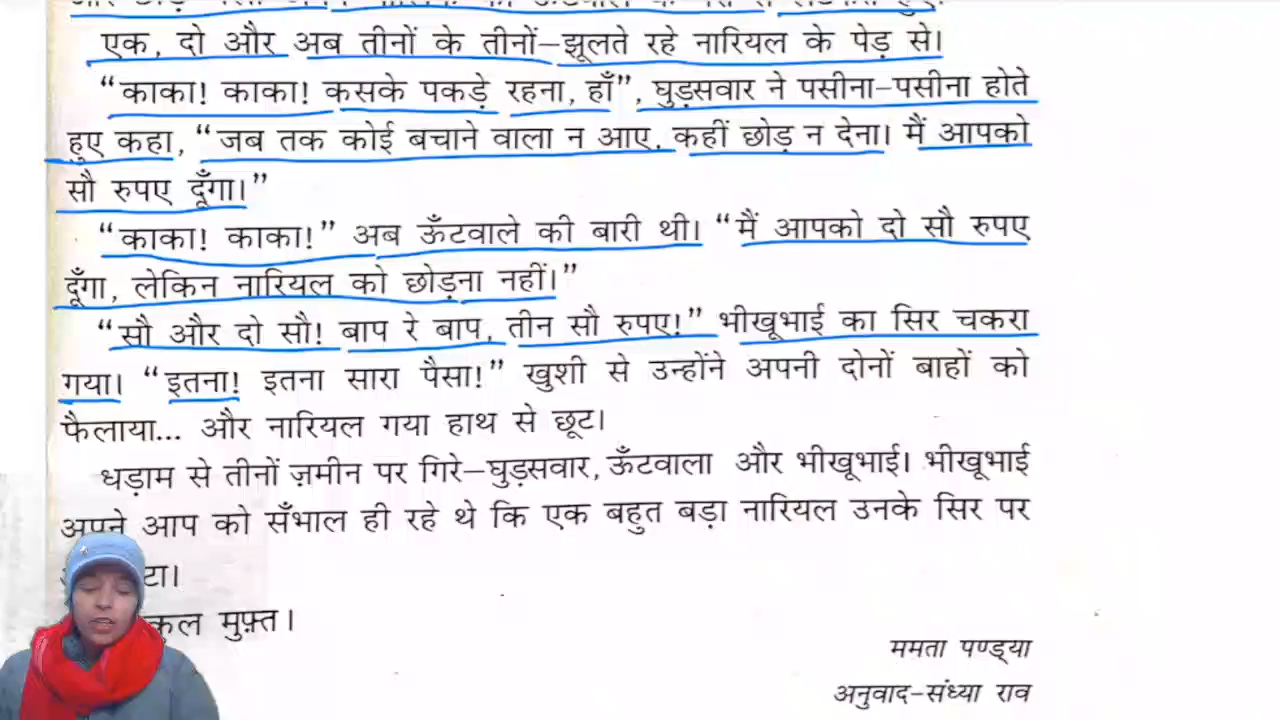 एक, दो और अब तीनों के तीनों–झूलते रहे नारियल के पेड़ से।
“काका! काका! कसके पकड़े रहना, हाँ”, घुड़सवार ने पसीना-पसीना होते
हुए कहा, “जब तक कोई बचाने वाला न आए, कहीं छोड़ न देना। मैं आपको
सौ रुपए दूँगा।”
“काका! काका!” अब ऊँटवाले की बारी थी। “मैं आपको दो सौ रुपए
दूँगा, लेकिन नारियल को छोड़ना नहीं।”
“सौ और दो सौ! बाप रे बाप, तीन सौ रुपए!” भीखूभाई का सिर चकरा
गया। “इतना! इतना सारा पैसा!” खुशी से उन्होंने अपनी दोनों बाहों को
फैलाया... और नारियल गया हाथ से छूट।
धड़ाम से तीनों ज़मीन पर गिरे–घुड़सवार, ऊँटवाला और भीखूभाई। भीखूभाई
अपने आप को सँभाल ही रहे थे कि एक बहुत बड़ा नारियल उनके सिर पर
मुफ़्त।
ममता पण्ड्या
अनुवाद-संध्या राव